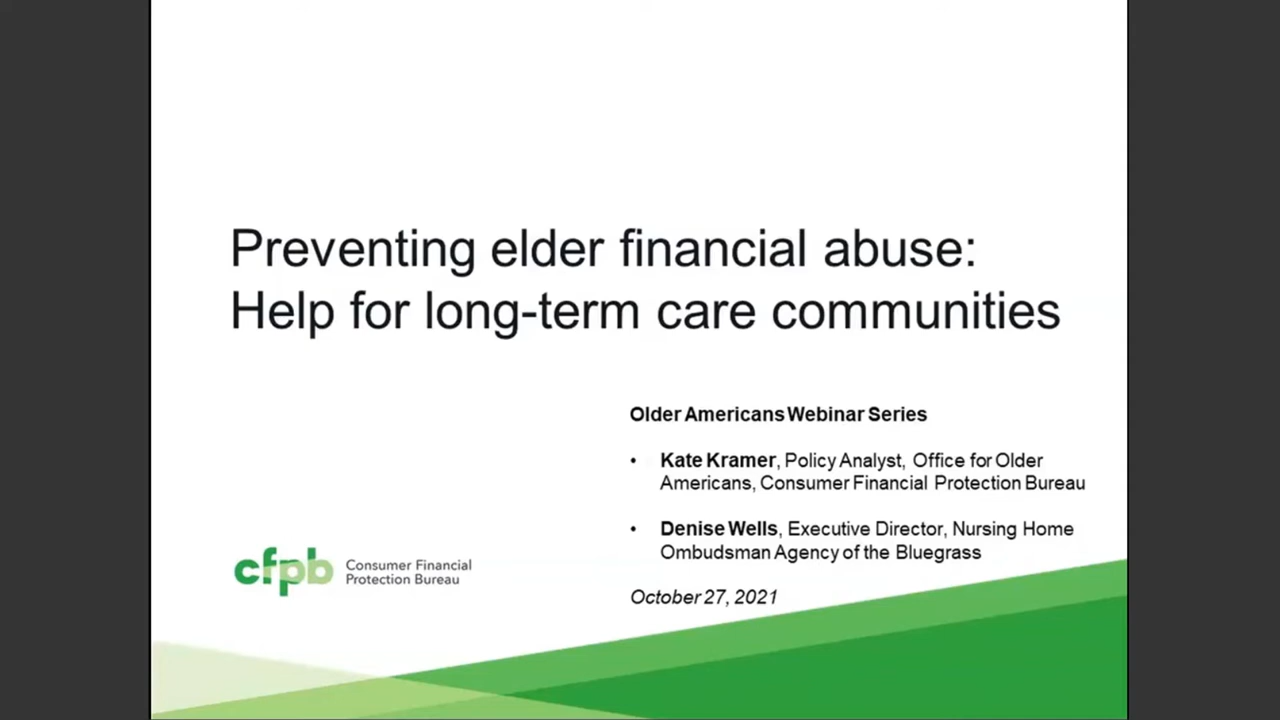 Preventing elder financial abuse:
Help for long-term care communities
Older Americans Webinar Series
• Kate Kramer, Policy Analyst, Office for Older
Americans, Consumer Financial Protection Bureau
• Denise Wells, Executive Director, Nursing Home
Ombudsman Agency of the Bluegrass
October 27, 2021
cfpb Consumer Financial
Protection Bureau